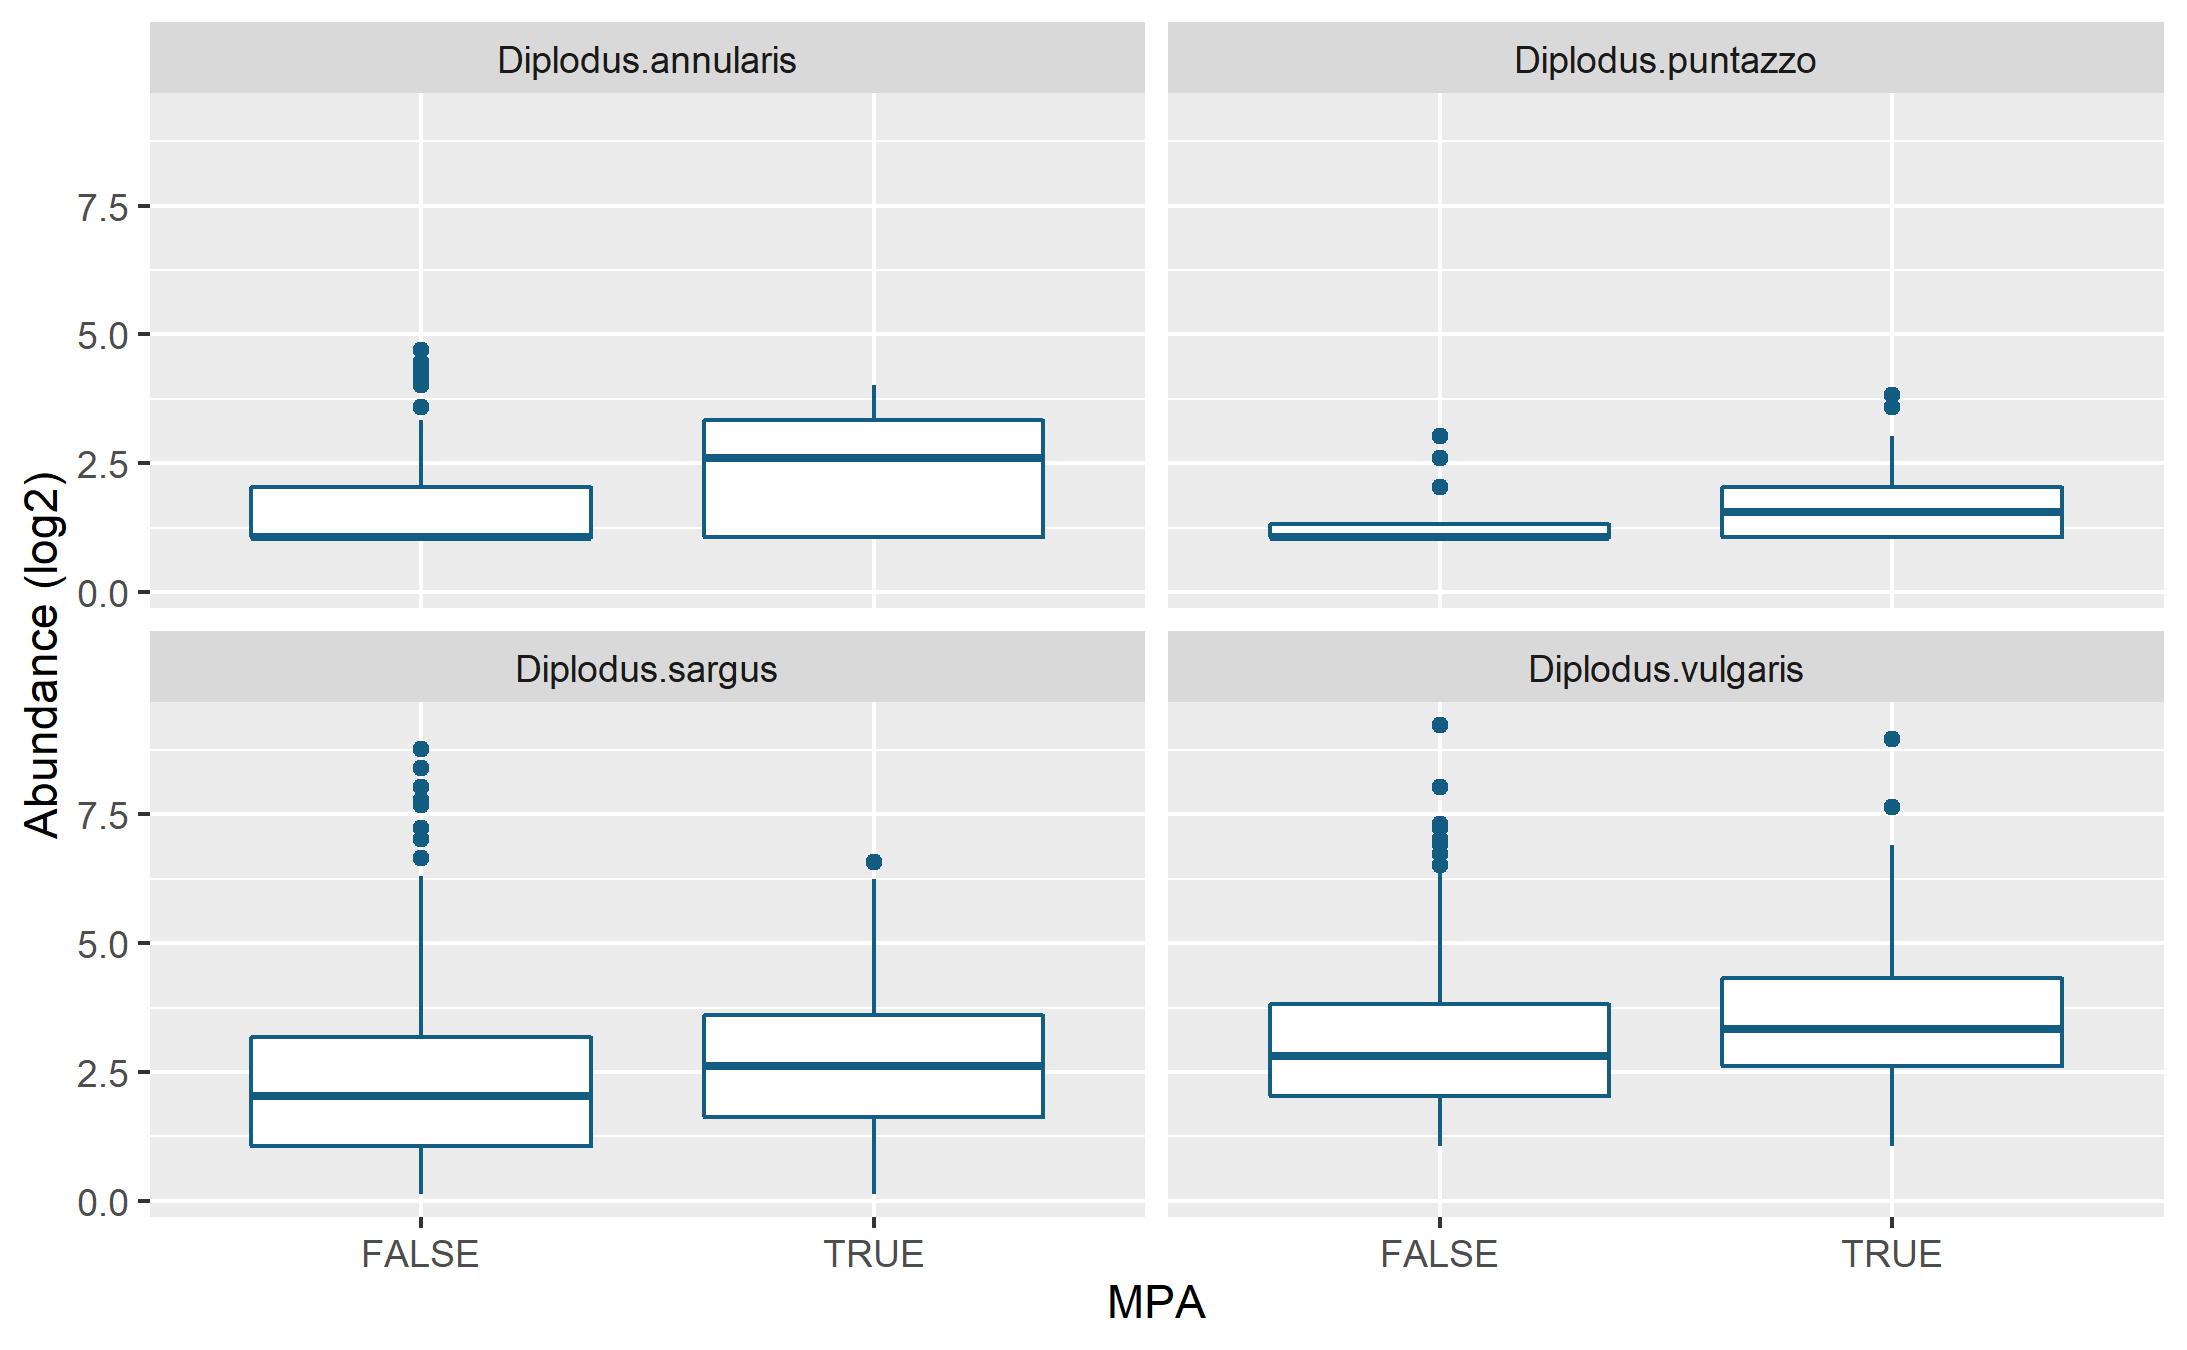 Diplodus.annularis
Diplodus.puntazzo
7.5
5.0
2.5
0.0
Diplodus.sargus
Diplodus.vulgaris
7.5
5.0
2.5
0.0
Abundance (log2)
FALSE
TRUE
FALSE
TRUE
MPA